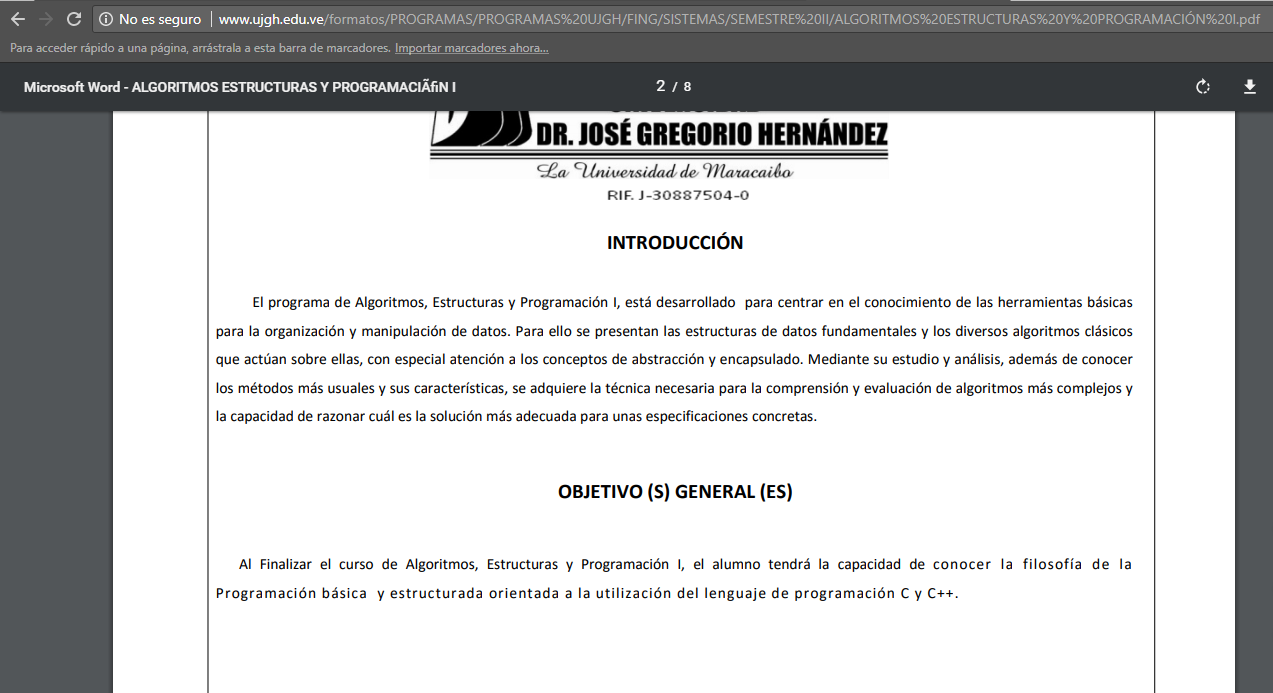 No es seguro | www.ujgh.edu.ve/formatos/PROGRAMAS/PROGRAMAS%20UJGH/FING/SISTEMAS/SEMESTRE%20II/ALGORITMOS%20ESTRUCTURAS%20Y%20PROGRAMACIÓN%20I.pdf
Para acceder rápido a una página, arrástrala a esta barra de marcadores. Importar marcadores ahora...
Microsoft Word - ALGORITMOS ESTRUCTURAS Y PROGRAMACIÃfiN I 2 / 8
DR. JOSÉ GREGORIO HERNÁNDEZ
La Universidad de Maracaibo
RIF. J-30887504-0
INTRODUCCIÓN
El programa de Algoritmos, Estructuras y Programación I, está desarrollado para centrar en el conocimiento de las herramientas básicas
para la organización y manipulación de datos. Para ello se presentan las estructuras de datos fundamentales y los diversos algoritmos clásicos
que actúan sobre ellas, con especial atención a los conceptos de abstracción y encapsulado. Mediante su estudio y análisis, además de conocer
los métodos más usuales y sus características, se adquiere la técnica necesaria para la comprensión y evaluación de algoritmos más complejos y
la capacidad de razonar cuál es la solución más adecuada para unas especificaciones concretas.
OBJETIVO (S) GENERAL (ES)
Al Finalizar el curso de Algoritmos, Estructuras y Programación I, el alumno tendrá la capacidad de conocer la filosofía de la
Programación básica y estructurada orientada a la utilización del lenguaje de programación C y C++.